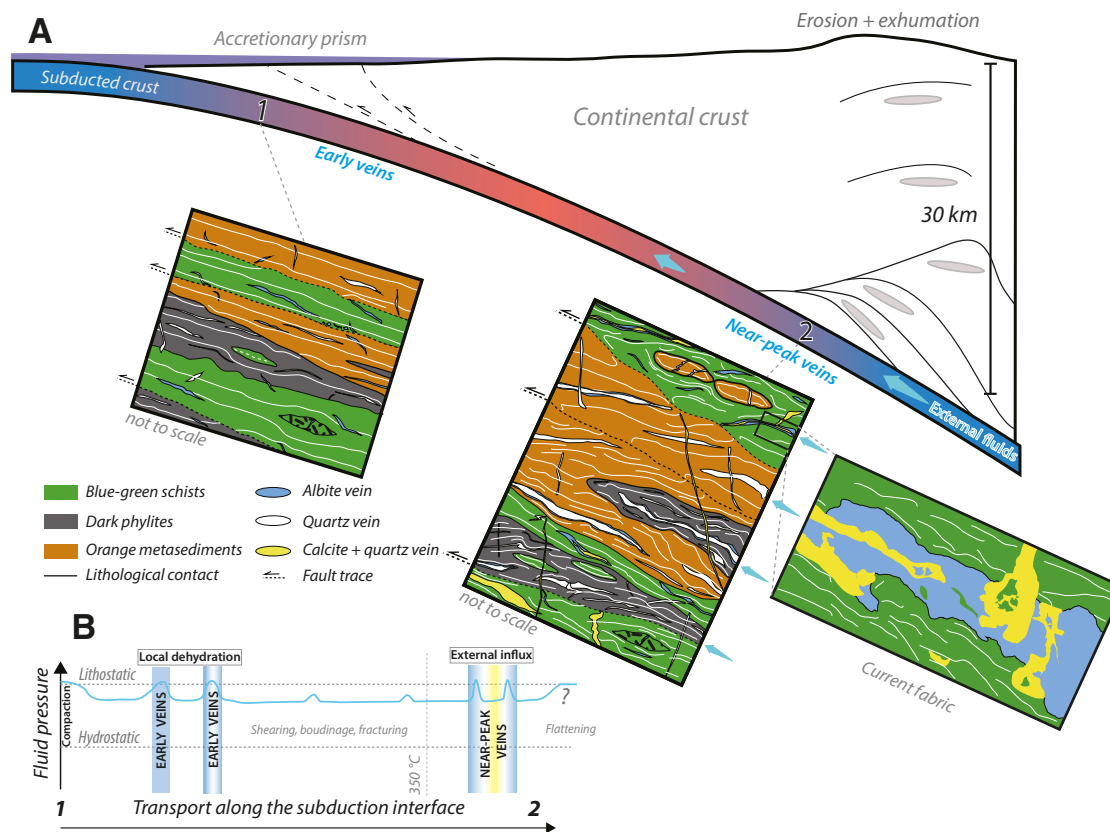 A
Erosion + exhumation
Accretionary prism
Subducted crust
1
Continental crust
Early veins
30 km
2
Near-peak veins
External fluids
not to scale
Blue-green schists
Albite vein
Dark phylites
Quartz vein
Orange metasediments
Calcite + quartz vein
Lithological contact
Fault trace
not to scale
Current fabric
B
Local dehydration
External influx
Fluid pressure
Lithostatic
Compaction
EARLY VEINS
EARLY VEINS
?
Hydrostatic
Shearing, boudinage, fracturing
350 °C
NEAR-PEAK
VEINS
Flattening
1
Transport along the subduction interface
2